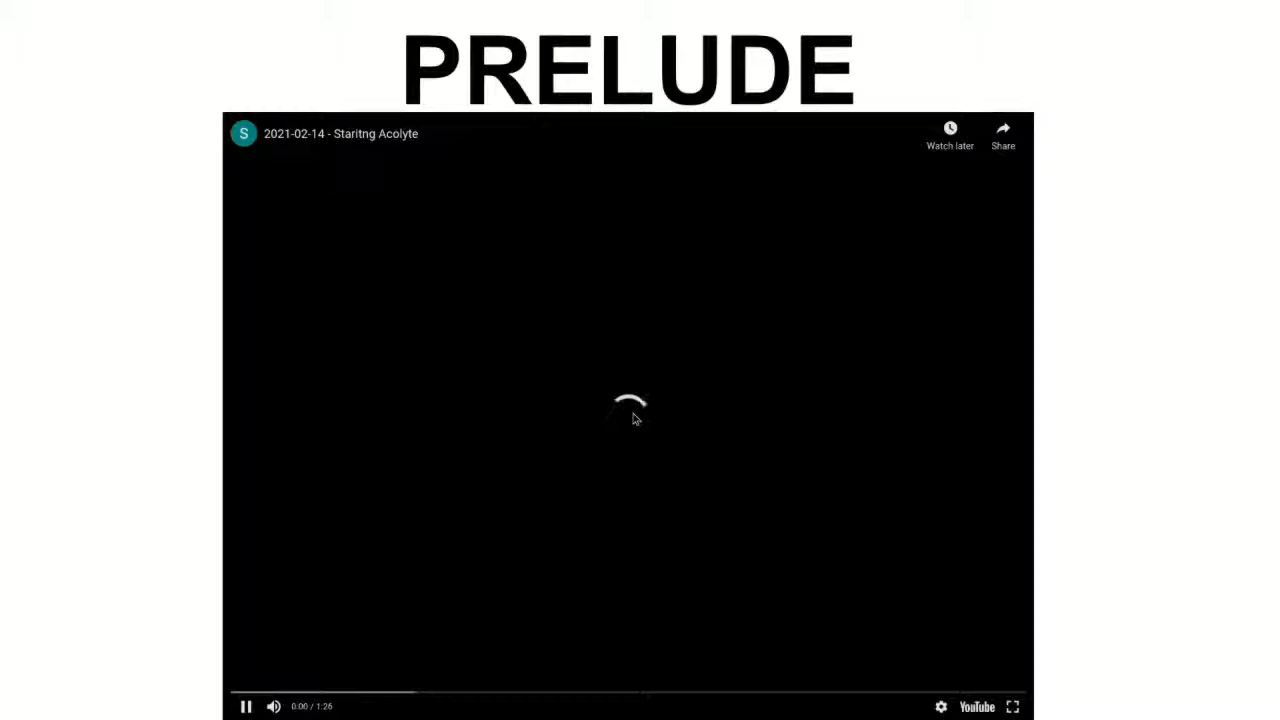 PRELUDE
S 2021-02-14 - Staritng Acolyte
Watch later Share
0:00 / 1:26 YouTube